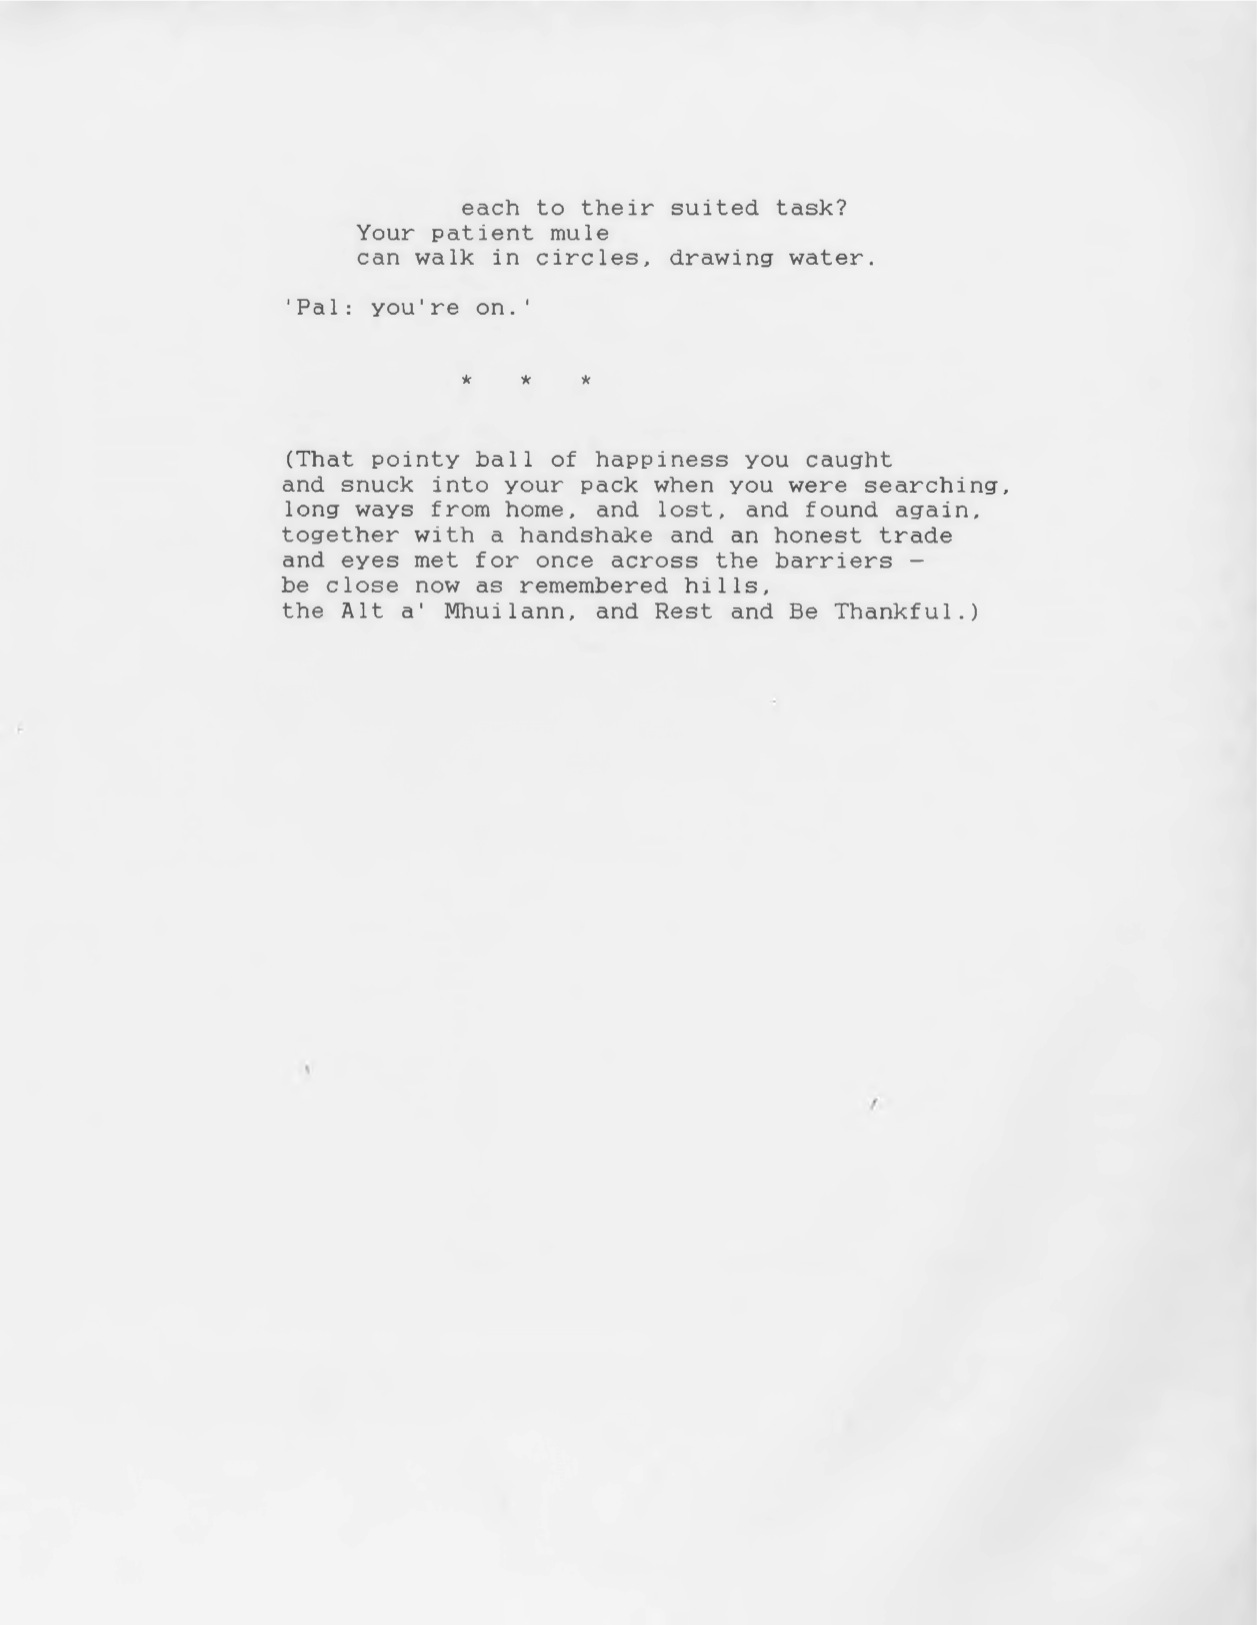 each to their suited task?
Your patient mule
can walk in circles, drawing water.
'Pal: you're on.'
* * *
(That pointy ball of happiness you caught
and snuck into your pack when you were searching,
long ways from home, and lost, and found again,
together with a handshake and an honest trade
and eyes met for once across the barriers –
be close now as remembered hills,
the Alt a' Mhuilann, and Rest and Be Thankful.)